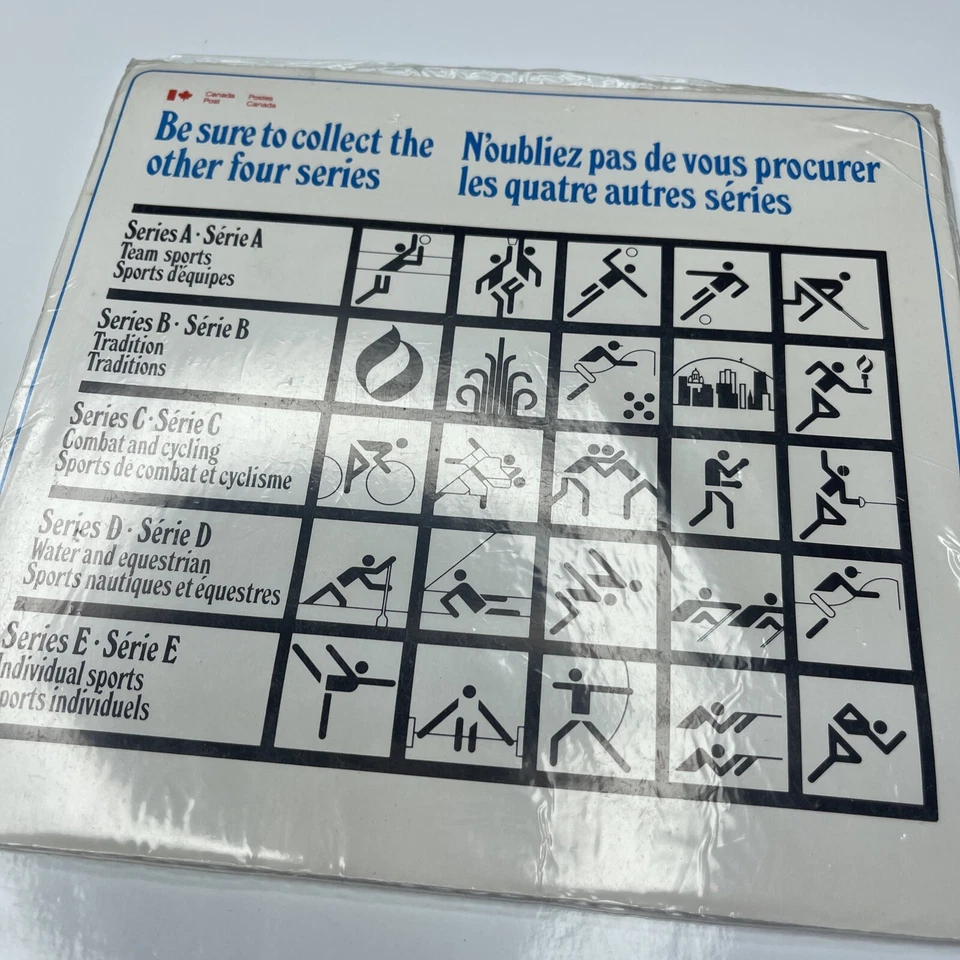 Canada Post
Postes Canada
Be sure to collect the
other four series
N'oubliez pas de vous procurer
les quatre autres séries
Series A · Série A
Team sports
Sports d'équipes
Series B · Série B
Tradition
Traditions
Series C · Série C
Combat and cycling
Sports de combat et cyclisme
Series D · Série D
Water and equestrian
Sports nautiques et équestres
Series E · Série E
Individual sports
ports individuels